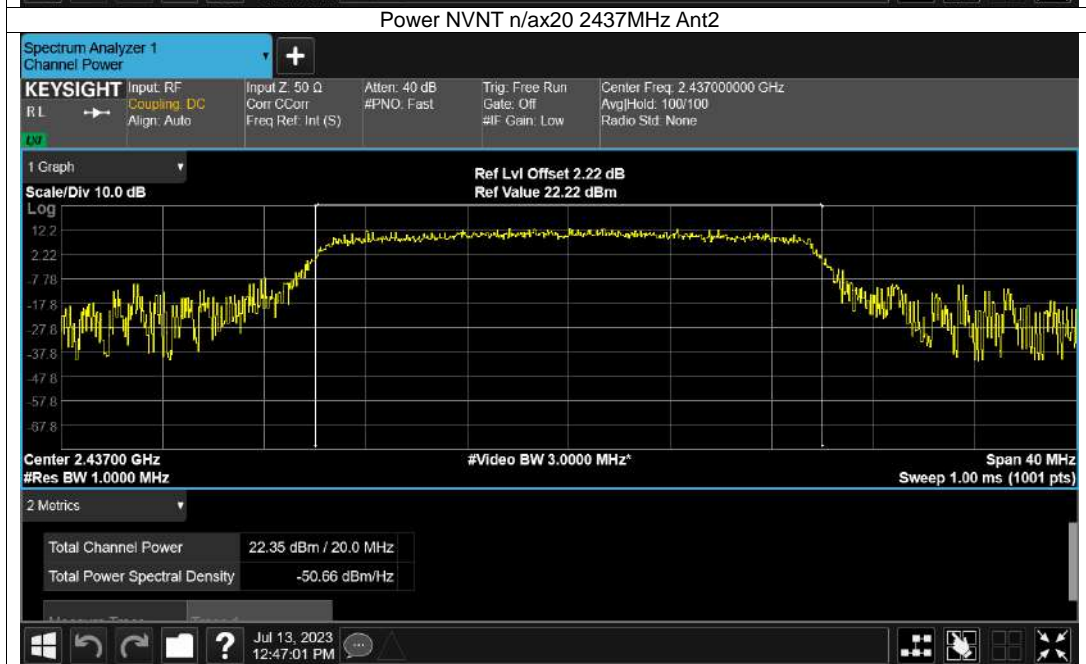 Power NVNT n/ax20 2437MHz Ant2
Spectrum Analyzer 1
Channel Power
+
KEYSIGHT Input: RF Input Z: 50 Ω Atten: 40 dB Trig: Free Run Center Freq: 2.437000000 GHz
R L Coupling: DC Corr CCorr #PNO: Fast Gate: Off Avg|Hold: 100/100
Align: Auto Freq Ref: Int (S) #IF Gain: Low Radio Std: None
LXI
1 Graph
Ref Lvl Offset 2.22 dB
Scale/Div 10.0 dB Ref Value 22.22 dBm
Log
12.2
2.22
-7.78
-17.8
-27.8
-37.8
-47.8
-57.8
-67.8
Center 2.43700 GHz #Video BW 3.0000 MHz* Span 40 MHz
#Res BW 1.0000 MHz Sweep 1.00 ms (1001 pts)
2 Metrics
Total Channel Power 22.35 dBm / 20.0 MHz
Total Power Spectral Density -50.66 dBm/Hz
? Jul 13, 2023
12:47:01 PM